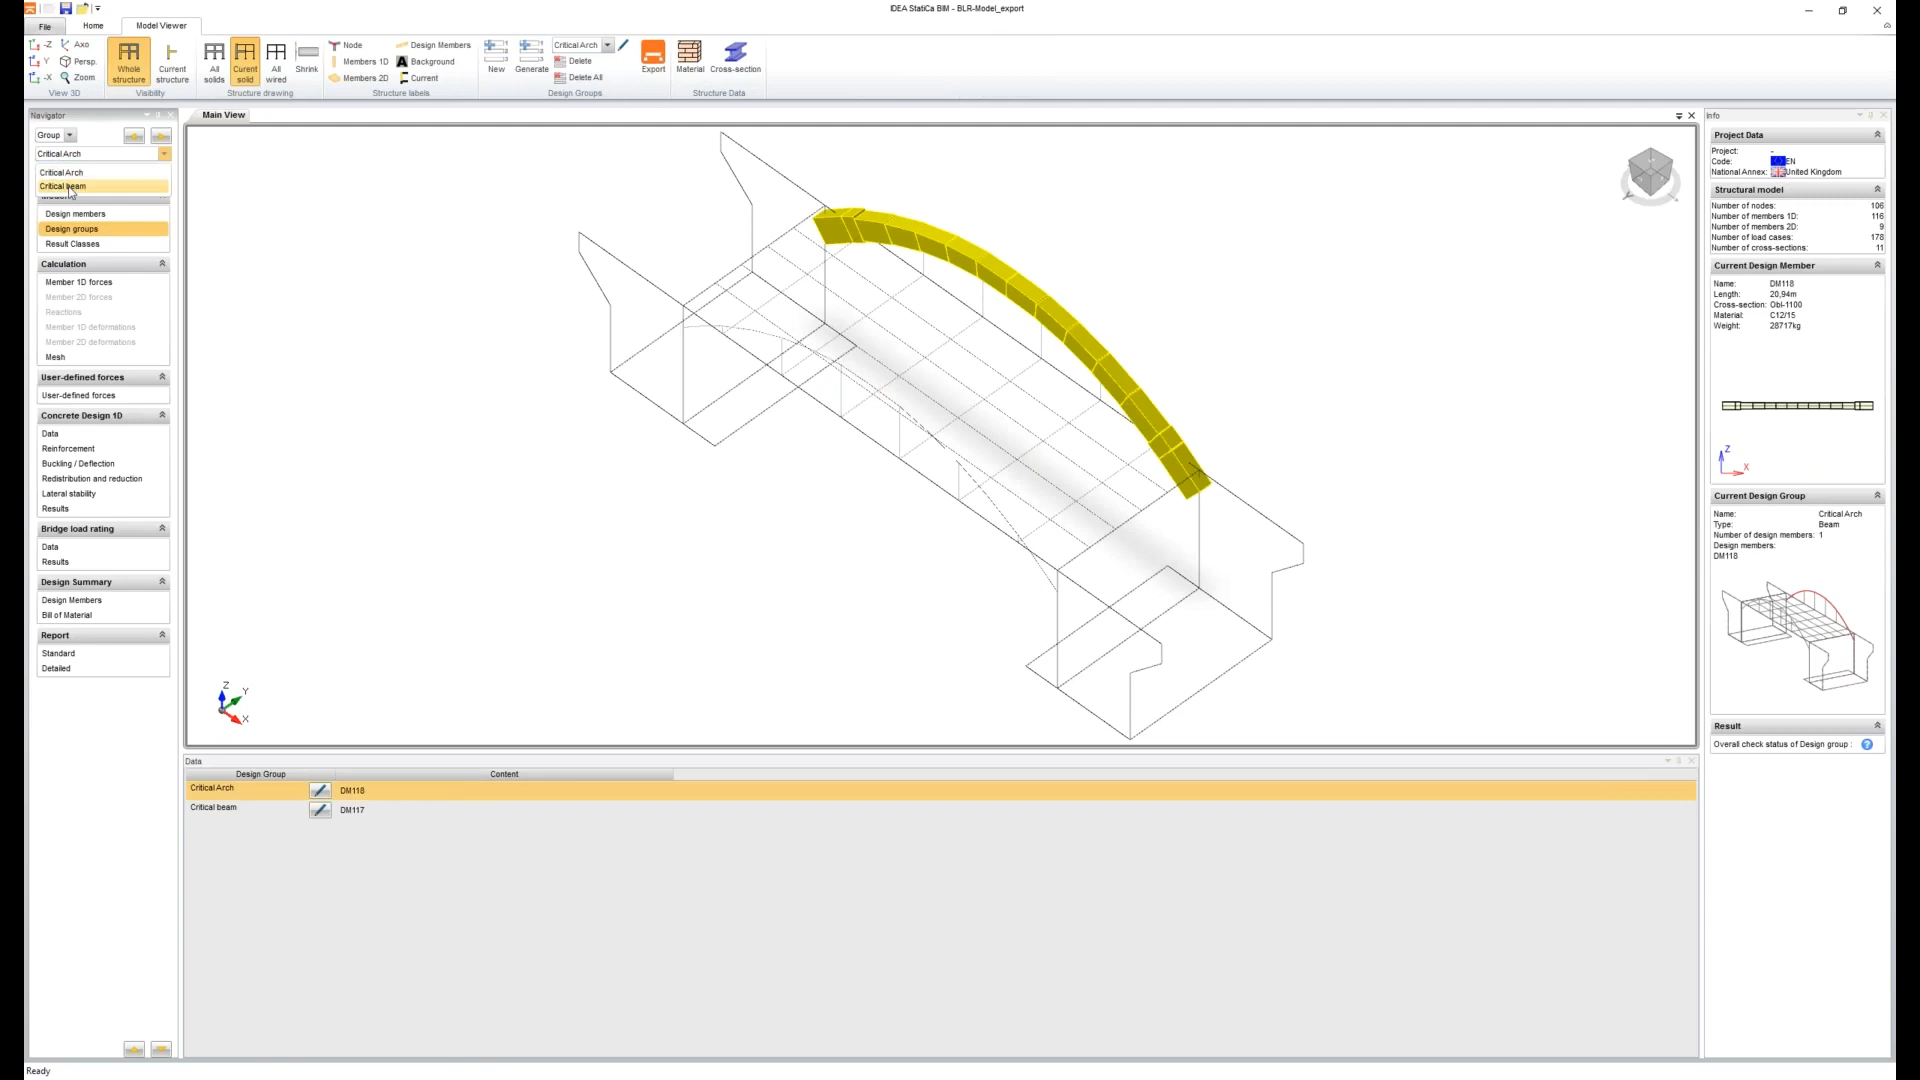 IDEA StatiCa BIM - BLR-Model_export
File
Home
Model Viewer
-Z
Axo
Y
Persp.
-X
Zoom
View 3D
Whole structure
Current structure
Visibility
All solids
Curent solid
All wired
Shrink
Structure drawing
Node
Design Members
Members 1D
Background
Members 2D
Current
Structure labels
New
Generate
Critical Arch
Delete
Delete All
Design Groups
Export
Material
Cross-section
Structure Data
Navigator
Group
Critical Arch
Critical Arch
Critical beam
Design members
Design groups
Result Classes
Calculation
Member 1D forces
Member 2D forces
Reactions
Member 1D deformations
Member 2D deformations
Mesh
User-defined forces
User-defined forces
Concrete Design 1D
Data
Reinforcement
Buckling / Deflection
Redistribution and reduction
Lateral stability
Results
Bridge load rating
Data
Results
Design Summary
Design Members
Bill of Material
Report
Standard
Detailed
Main View
Z
Y
X
Data
Design Group
Content
Critical Arch
DM118
Critical beam
DM117
Info
Project Data
Project: -
Code: EN
National Annex: United Kingdom
Structural model
Number of nodes: 106
Number of members 1D: 116
Number of members 2D: 9
Number of load cases: 178
Number of cross-sections: 11
Current Design Member
Name: DM118
Length: 20,94m
Cross-section: Obl-1100
Material: C12/15
Weight: 28717kg
Z
X
Current Design Group
Name: Critical Arch
Type: Beam
Number of design members: 1
Design members:
DM118
Result
Overall check status of Design group :
Ready